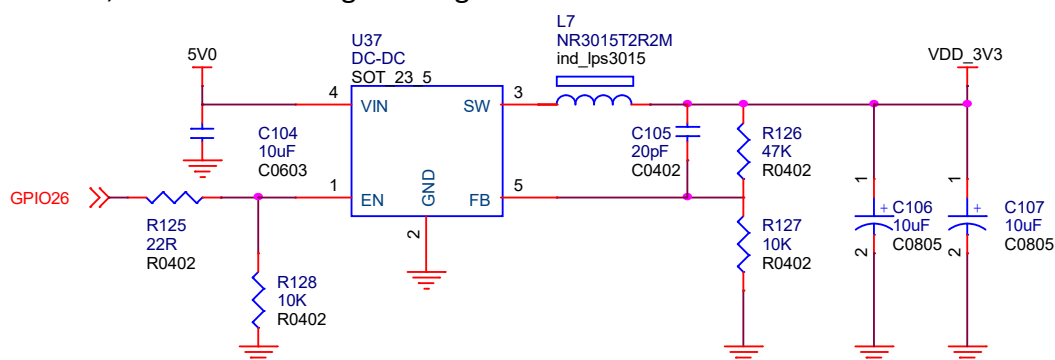 L7
NR3015T2R2M
ind_lps3015
U37
DC-DC
SOT_23_5
5V0
VDD_3V3
4
VIN
SW
3
C104
10uF
C0603
C105
20pF
C0402
R126
47K
R0402
GPIO26
1
EN
GND
FB
5
2
R125
22R
R0402
R128
10K
R0402
R127
10K
R0402
1
+
2
C106
10uF
C0805
1
+
2
C107
10uF
C0805